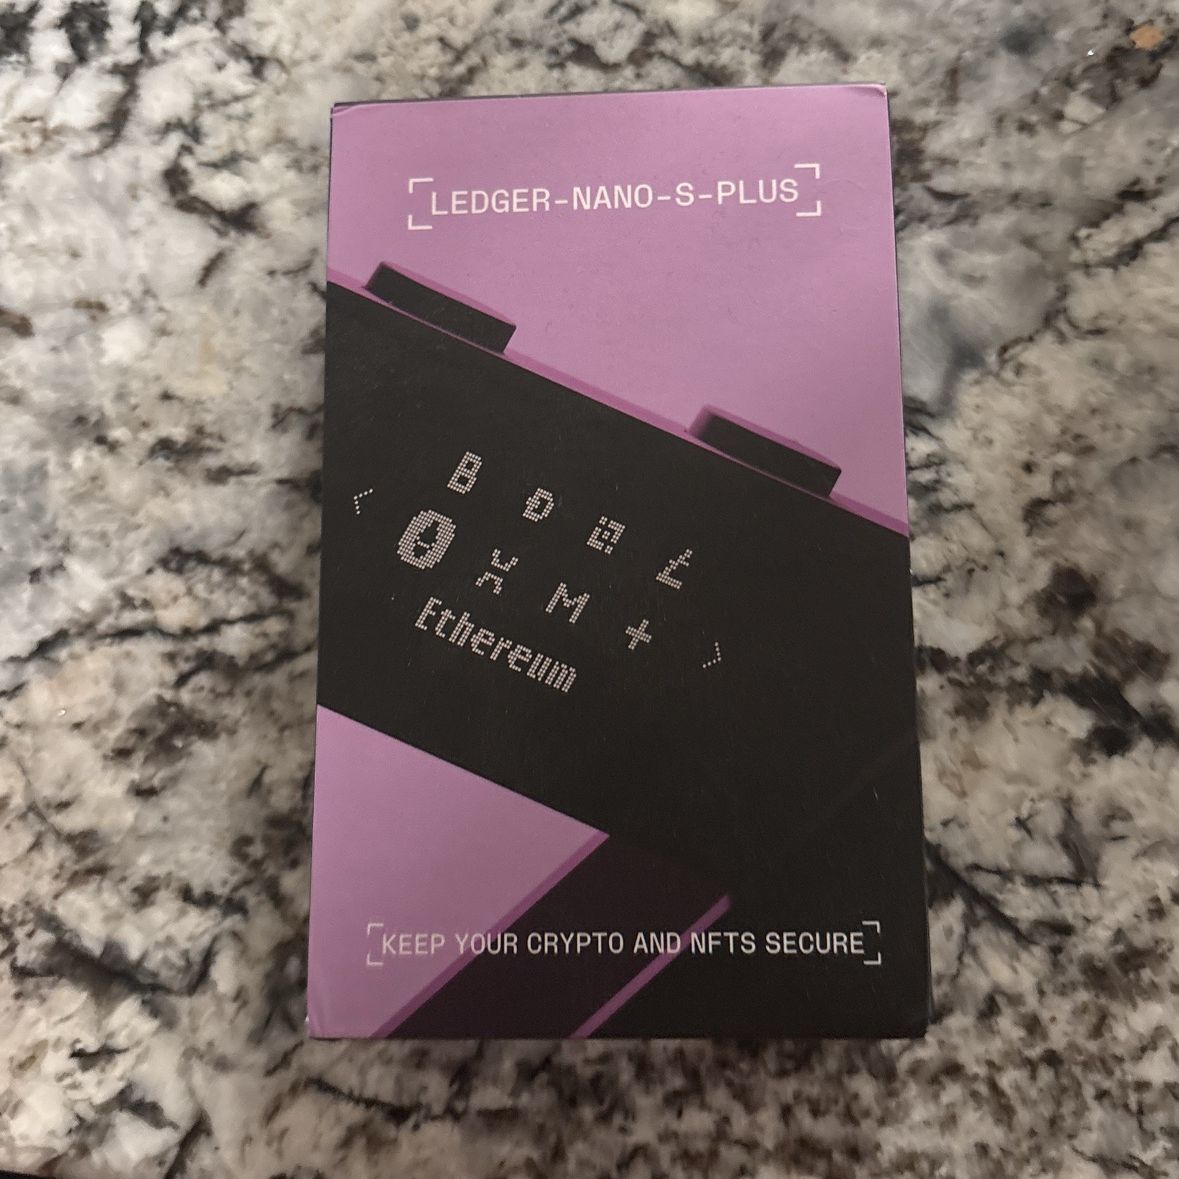 LEDGER-NANO-S-PLUS
Ethereum
KEEP YOUR CRYPTO AND NFTS SECURE